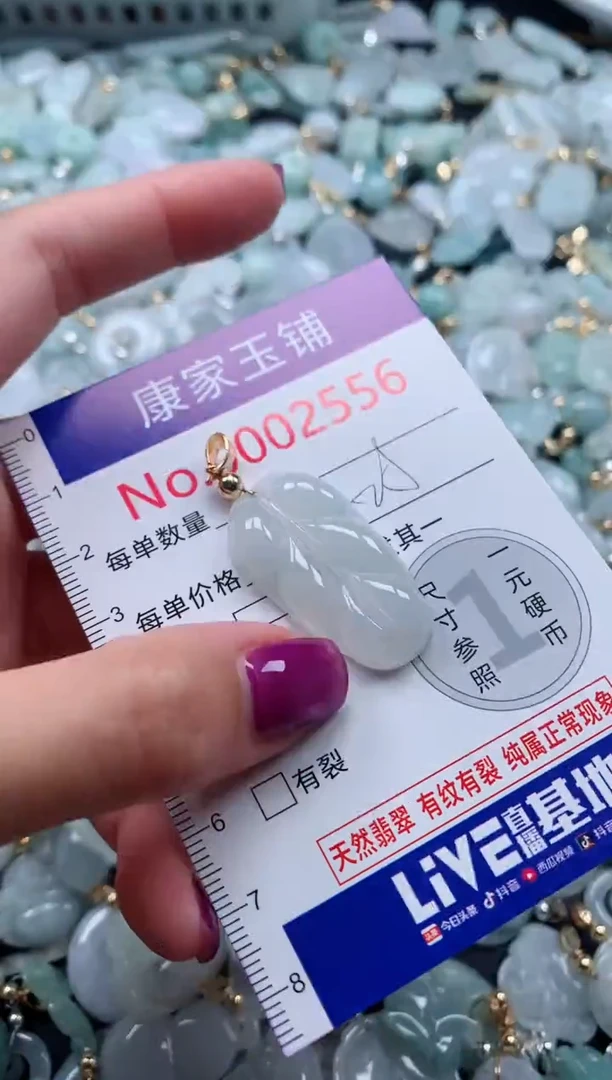 康家玉铺
No.0002556
每单数量
每单价格
其一
一元硬币
尺寸参照
1
有裂
天然翡翠 有纹有裂 纯属正常现象
LiVE直播基地
今日头条 抖音 西瓜视频
0
1
2
3
6
7
8